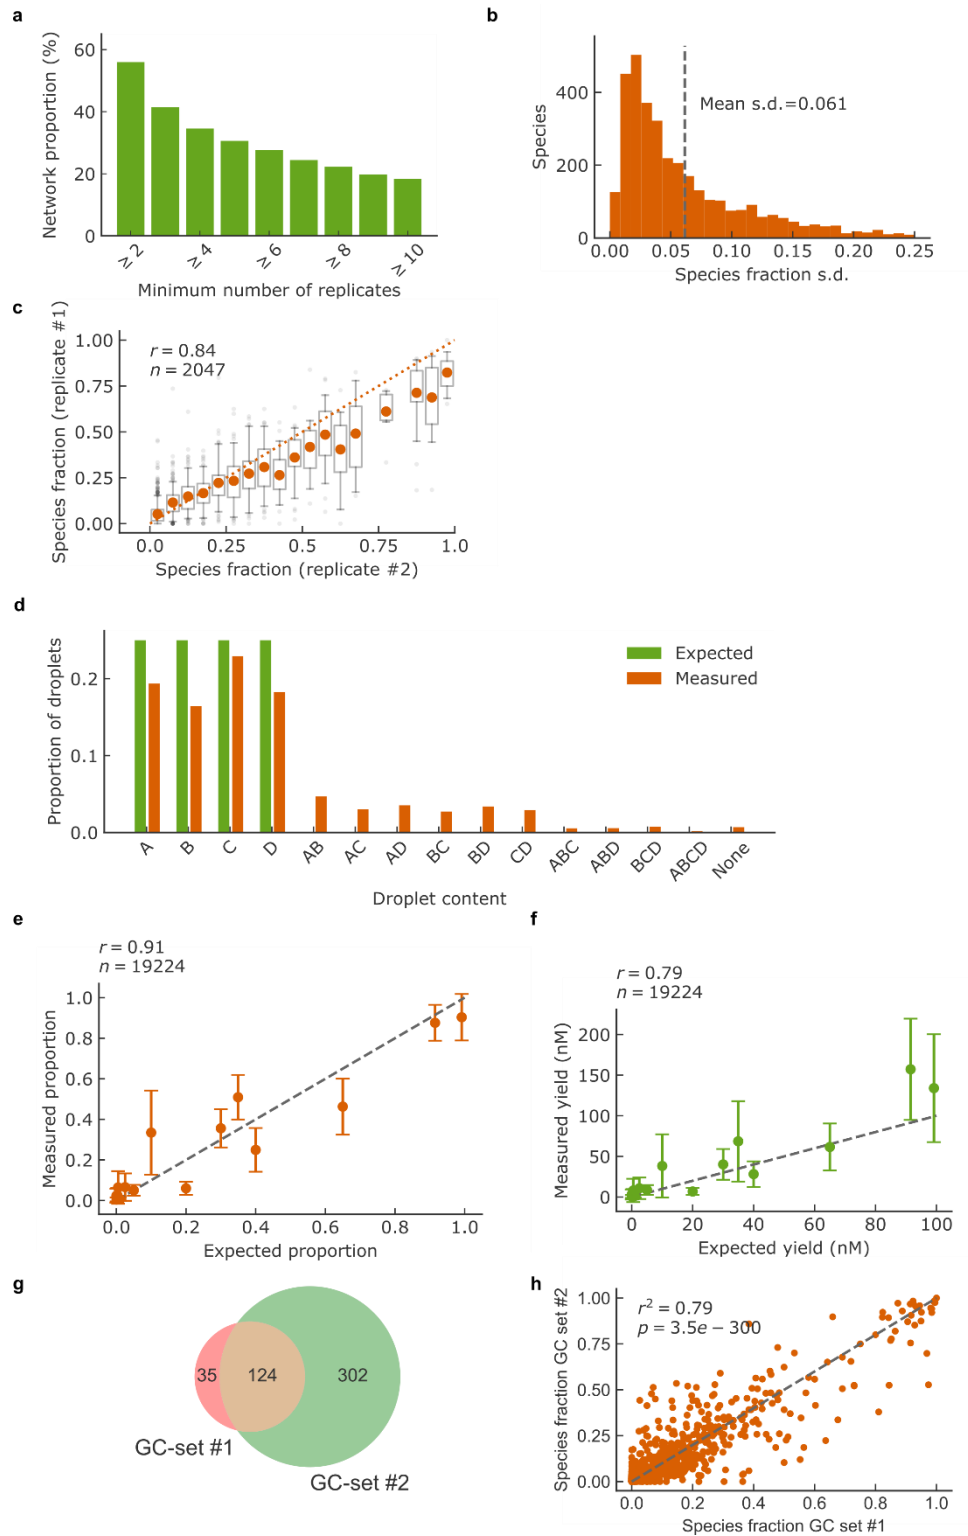 a
Network proportion (%)
60
40
20
0
≥ 2
≥ 4
≥ 6
≥ 8
≥ 10
Minimum number of replicates
b
Species
400
200
0
Mean s.d.=0.061
0.00
0.05
0.10
0.15
0.20
0.25
Species fraction s.d.
c
Species fraction (replicate #1)
1.00
0.75
0.50
0.25
0.00
r = 0.84
n = 2047
0.0
0.25
0.5
0.75
1.0
Species fraction (replicate #2)
d
Proportion of droplets
0.2
0.1
0.0
Expected
Measured
A
B
C
D
AB
AC
AD
BC
BD
CD
ABC
ABD
BCD
ABCD
None
Droplet content
e
r = 0.91
n = 19224
Measured proportion
1.0
0.8
0.6
0.4
0.2
0.0
0.0
0.2
0.4
0.6
0.8
1.0
Expected proportion
f
r = 0.79
n = 19224
Measured yield (nM)
200
150
100
50
0
0
20
40
60
80
100
Expected yield (nM)
g
35
124
302
GC-set #1
GC-set #2
h
Species fraction GC set #2
1.00
0.75
0.50
0.25
0.00
r² = 0.79
p = 3.5e − 300
0.0
0.2
0.4
0.6
0.8
1.0
Species fraction GC set #1